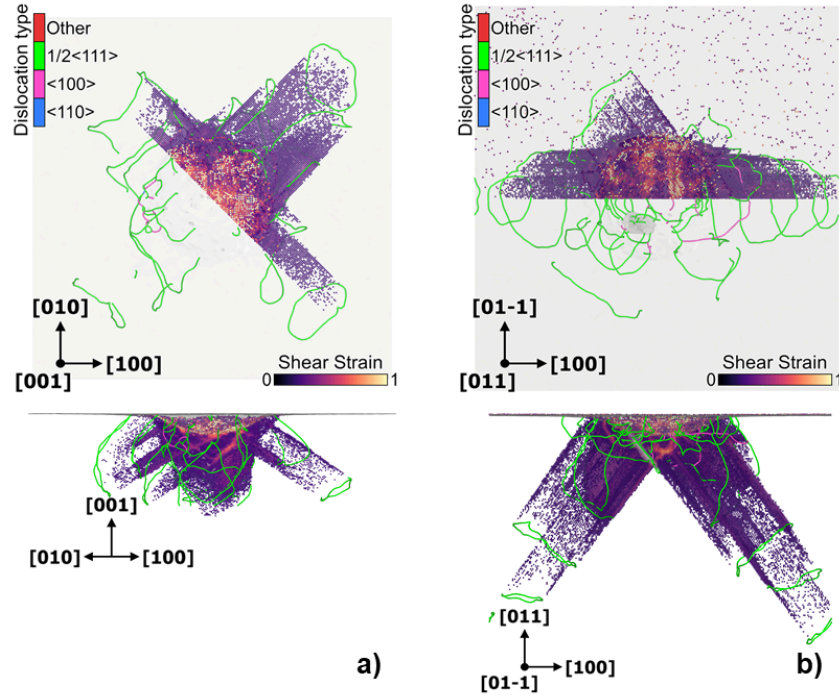 Dislocation type
Other
1/2<111>
<100>
<110>
[010]
[100]
[001]
Shear Strain
0 1
Dislocation type
Other
1/2<111>
<100>
<110>
[01-1]
[100]
[011]
Shear Strain
0 1
[001]
[010] [100]
a)
[011]
[100]
[01-1]
b)